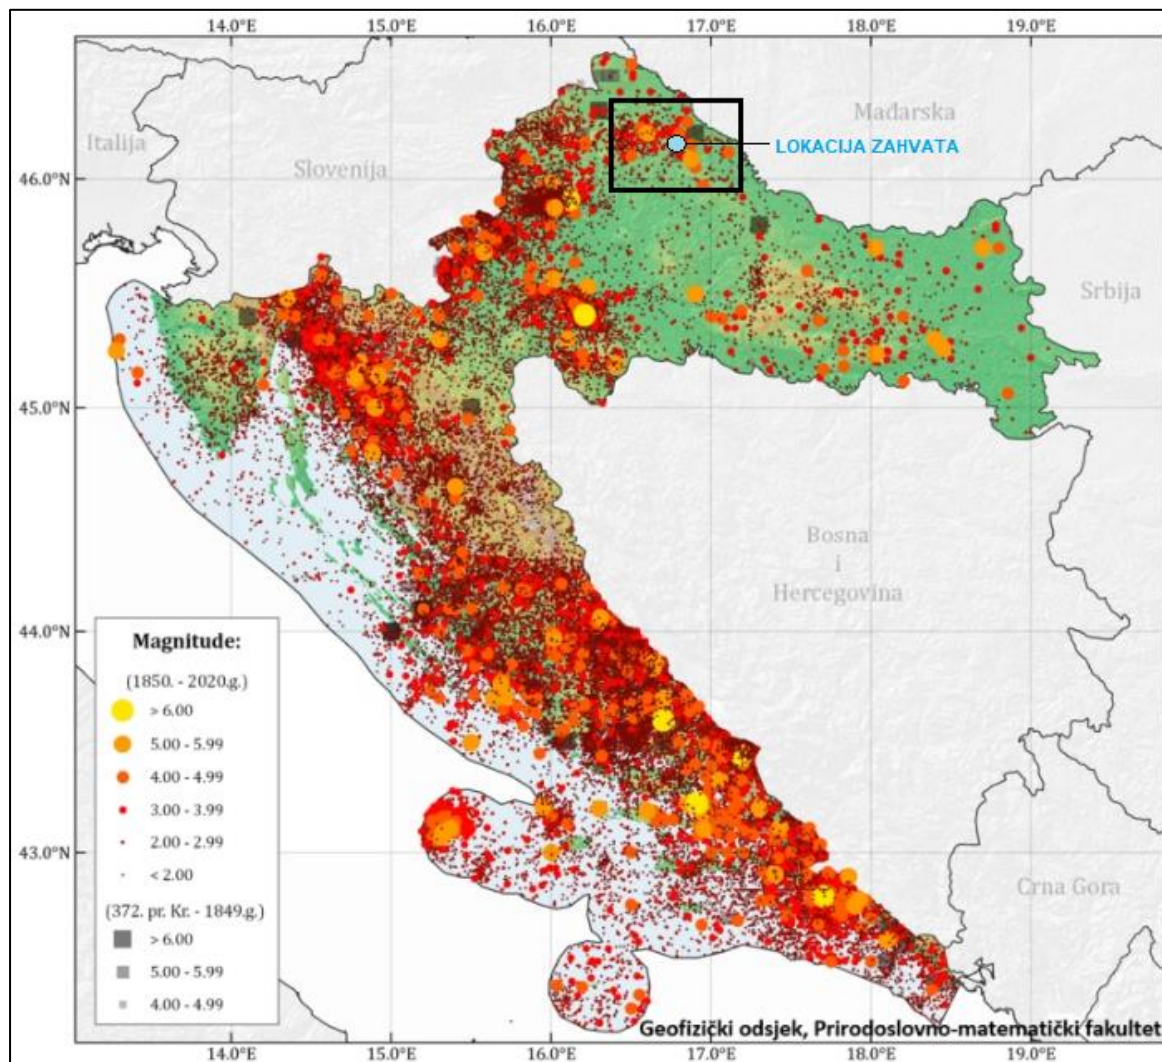 14.0°E 15.0°E 16.0°E 17.0°E 18.0°E 19.0°E
Italija
Slovenija
Mađarska
LOKACIJA ZAHVATA
46.0°N
Srbija
45.0°N
Bosna
i
Hercegovina
44.0°N
Magnitude:
(1850. - 2020.g.)
> 6.00
5.00 - 5.99
4.00 - 4.99
3.00 - 3.99
2.00 - 2.99
< 2.00
(372. pr. Kr. - 1849.g.)
> 6.00
5.00 - 5.99
4.00 - 4.99
43.0°N
Crna Gora
Geofizički odsjek, Prirodoslovno-matematički fakultet
14.0°E 15.0°E 16.0°E 17.0°E 18.0°E 19.0°E